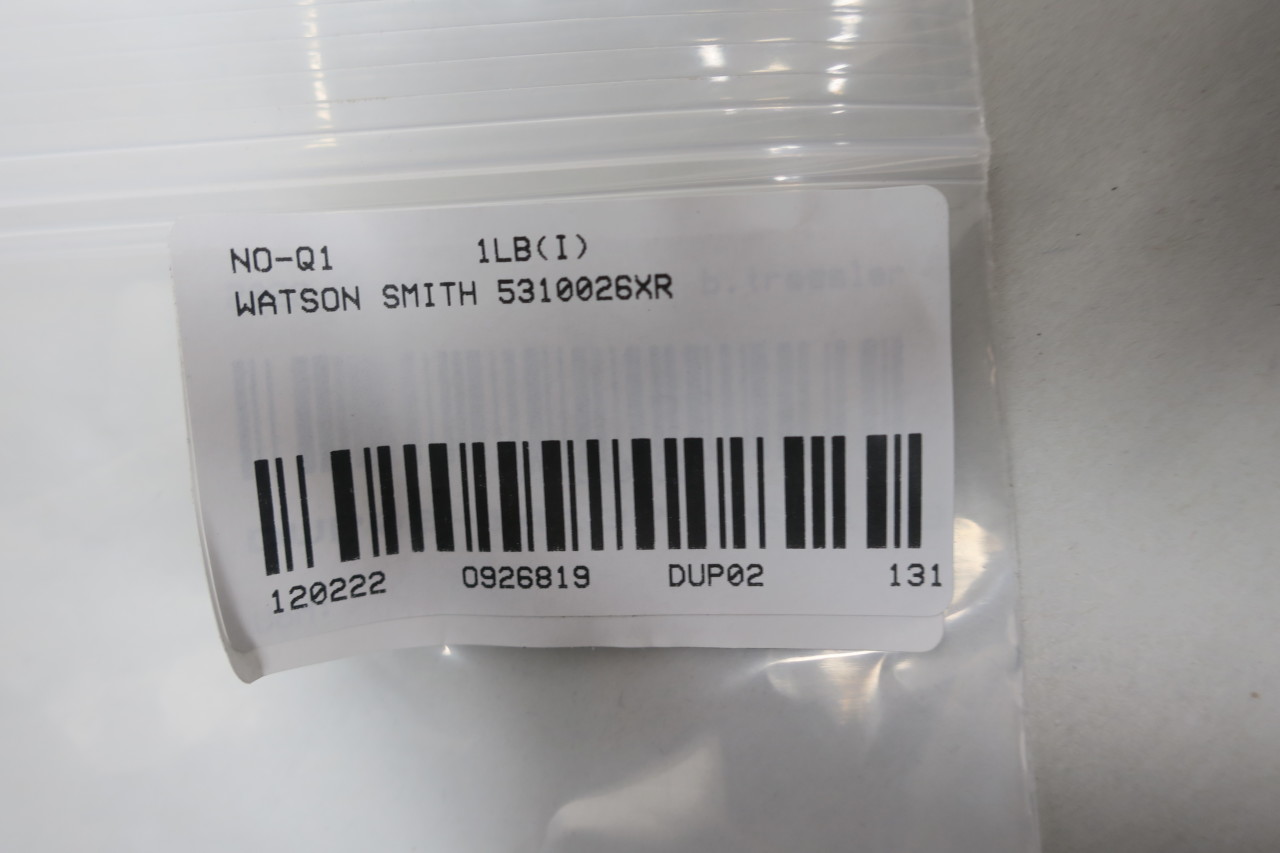 NO-Q1 1LB(I)
WATSON SMITH 5310026XR
120222 0926819 DUP02 131